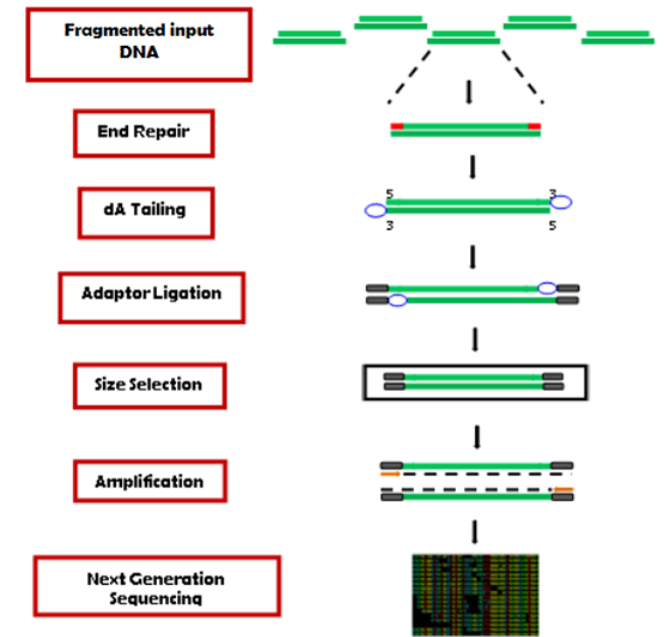 Fragmented input
DNA
End Repair
5
3
dA Tailing
3
5
Adaptor Ligation
Size Selection
Amplification
Next Generation
Sequencing